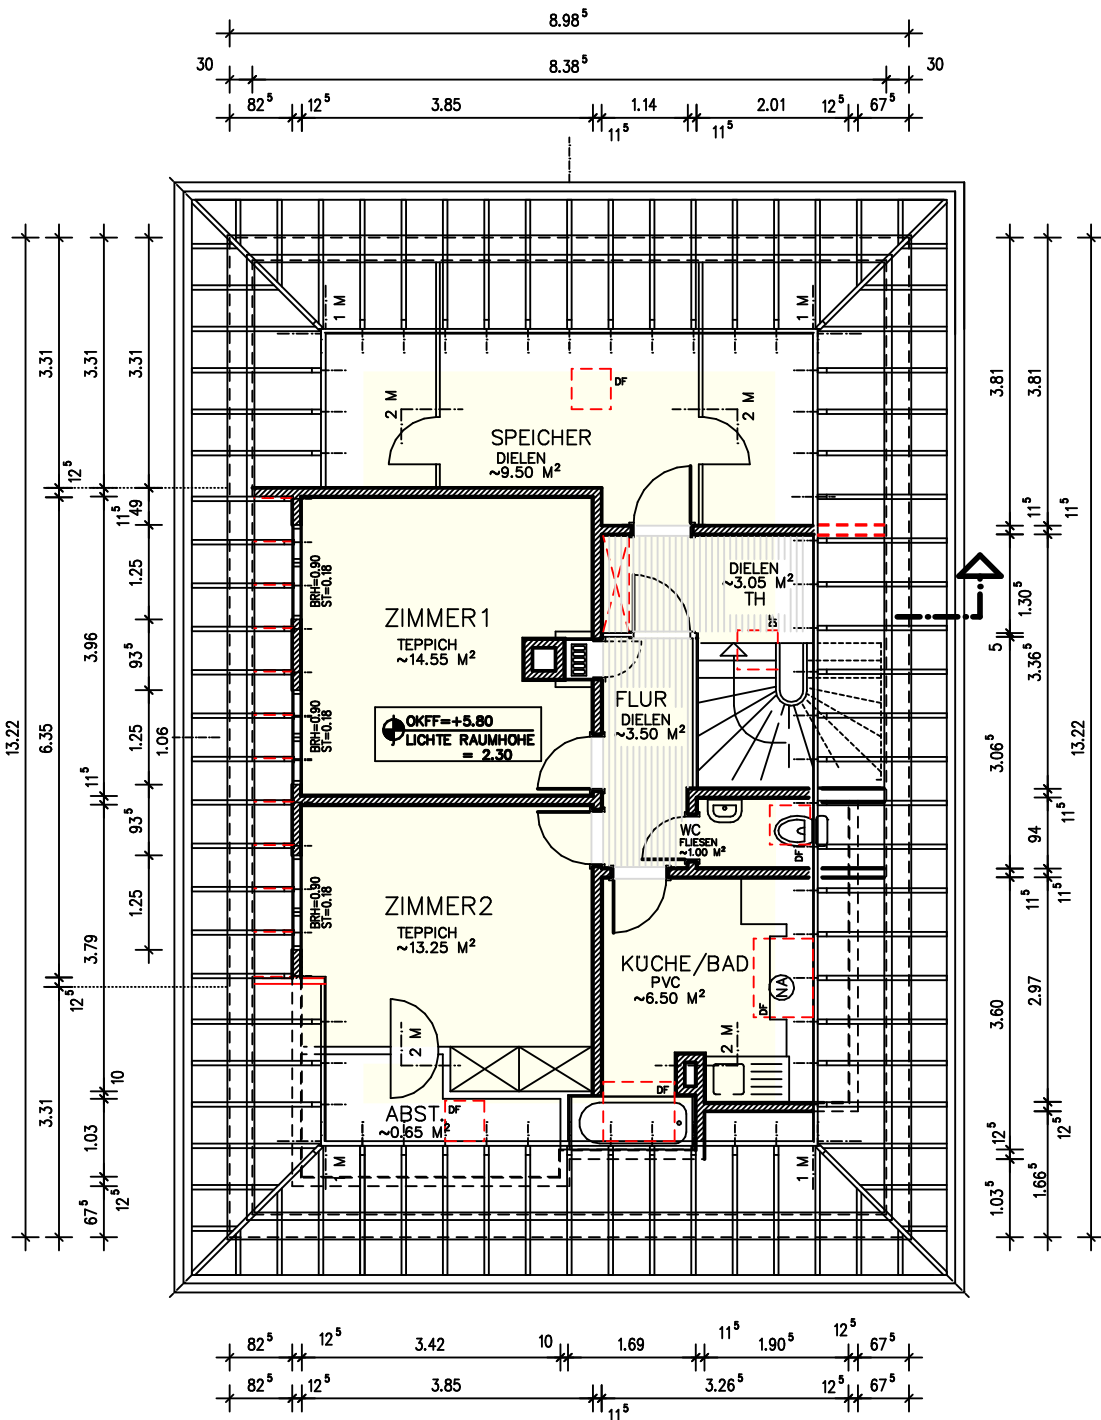 8.98⁵
30
8.38⁵
30
82⁵
12⁵
3.85
11⁵
1.14
11⁵
2.01
12⁵
67⁵
13.22
3.31
12⁵
6.35
12⁵
3.31
3.31
11⁵
3.96
11⁵
3.79
10
1.03
12⁵
67⁵
3.31
49
1.25
93⁵
1.25
1.06
93⁵
1.25
1 M
1 M
2 M
2 M
DF
SPEICHER
DIELEN
~9.50 M²
BRH=0.90
ST=0.18
ZIMMER1
TEPPICH
~14.55 M²
DIELEN
~3.05 M²
TH
BRH=0.90
ST=0.18
OKFF=+5.80
LICHTE RAUMHOHE
= 2.30
FLUR
DIELEN
~3.50 M²
WC
FLIESEN
~1.00 M²
DF
BRH=0.90
ST=0.18
ZIMMER2
TEPPICH
~13.25 M²
KUCHE/BAD
PVC
~6.50 M²
NA
DF
2 M
2 M
DF
ABST.
~0.65 M²
DF
1 M
1 M
3.81
11⁵
1.30⁵
5
3.06⁵
11⁵
3.60
12⁵
1.03⁵
3.81
11⁵
3.36⁵
11⁵
94
11⁵
2.97
12⁵
1.66⁵
13.22
82⁵
12⁵
3.42
10
1.69
11⁵
1.90⁵
12⁵
67⁵
82⁵
12⁵
3.85
11⁵
3.26⁵
12⁵
67⁵